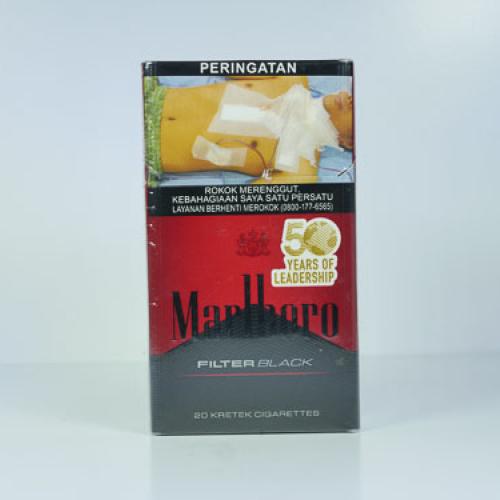 PERINGATAN
ROKOK MERENGGUT,
KEBAHAGIAAN SAYA SATU PERSATU
LAYANAN BERHENTI MEROKOK (0800-177-6565)
50
YEARS OF
LEADERSHIP
Marlboro
FILTER BLACK
20 KRETEK CIGARETTES